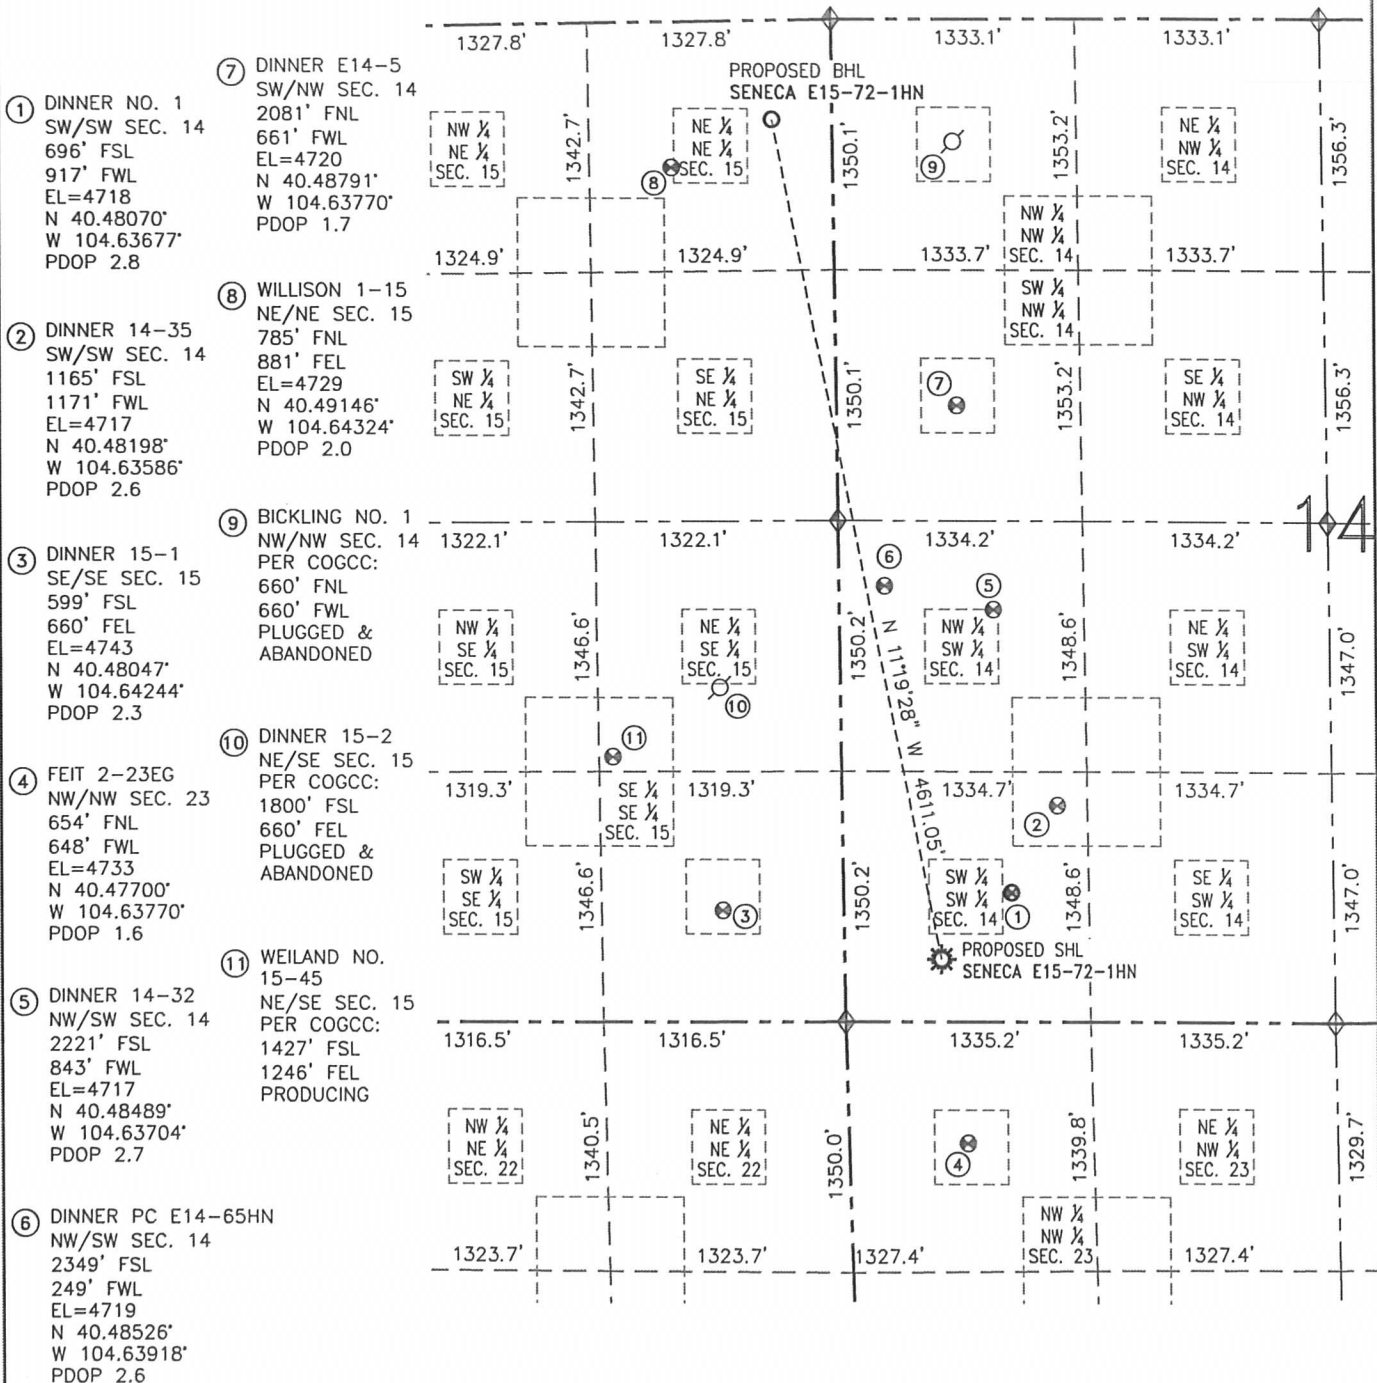 ① DINNER NO. 1
SW/SW SEC. 14
696' FSL
917' FWL
EL=4718
N 40.48070°
W 104.63677°
PDOP 2.8
② DINNER 14-35
SW/SW SEC. 14
1165' FSL
1171' FWL
EL=4717
N 40.48198°
W 104.63586°
PDOP 2.6
③ DINNER 15-1
SE/SE SEC. 15
599' FSL
660' FEL
EL=4743
N 40.48047°
W 104.64244°
PDOP 2.3
④ FEIT 2-23EG
NW/NW SEC. 23
654' FNL
648' FWL
EL=4733
N 40.47700°
W 104.63770°
PDOP 1.6
⑤ DINNER 14-32
NW/SW SEC. 14
2221' FSL
843' FWL
EL=4717
N 40.48489°
W 104.63704°
PDOP 2.7
⑥ DINNER PC E14-65HN
NW/SW SEC. 14
2349' FSL
249' FWL
EL=4719
N 40.48526°
W 104.63918°
PDOP 2.6
⑦ DINNER E14-5
SW/NW SEC. 14
2081' FNL
661' FWL
EL=4720
N 40.48791°
W 104.63770°
PDOP 1.7
⑧ WILLISON 1-15
NE/NE SEC. 15
785' FNL
881' FEL
EL=4729
N 40.49146°
W 104.64324°
PDOP 2.0
⑨ BICKLING NO. 1
NW/NW SEC. 14
PER COGCC:
660' FNL
660' FWL
PLUGGED &
ABANDONED
⑩ DINNER 15-2
NE/SE SEC. 15
PER COGCC:
1800' FSL
660' FEL
PLUGGED &
ABANDONED
⑪ WEILAND NO.
15-45
NE/SE SEC. 15
PER COGCC:
1427' FSL
1246' FEL
PRODUCING
1327.8' 1327.8' 1333.1' 1333.1'
PROPOSED BHL
SENECA E15-72-1HN
1342.7' 1350.1' 1353.2' 1356.3'
NW ¼
NE ¼
SEC. 15
NE ¼
NE ¼
SEC. 15
⑧
⑨
NE ¼
NW ¼
SEC. 14
NW ¼
NW ¼
SEC. 14
1324.9' 1324.9' 1333.7' 1333.7'
SW ¼
NW ¼
SEC. 14
1342.7' 1350.1' 1353.2' 1356.3'
SW ¼
NE ¼
SEC. 15
SE ¼
NE ¼
SEC. 15
⑦
SE ¼
NW ¼
SEC. 14
14
1322.1' 1322.1' 1334.2' 1334.2'
⑥
⑤
1346.6' 1350.2' 1348.6' 1347.0'
NW ¼
SE ¼
SEC. 15
NE ¼
SE ¼
SEC. 15
NW ¼
SW ¼
SEC. 14
NE ¼
SW ¼
SEC. 14
N 11°19'28" W 4611.05'
⑩
⑪
1319.3' 1319.3' 1334.7' 1334.7'
SE ¼
SE ¼
SEC. 15
②
1346.6' 1350.2' 1348.6' 1347.0'
SW ¼
SE ¼
SEC. 15
③
SW ¼
SW ¼
SEC. 14
①
SE ¼
SW ¼
SEC. 14
PROPOSED SHL
SENECA E15-72-1HN
1316.5' 1316.5' 1335.2' 1335.2'
1340.5' 1350.0' 1339.8' 1329.7'
NW ¼
NE ¼
SEC. 22
NE ¼
NE ¼
SEC. 22
④
NE ¼
NW ¼
SEC. 23
NW ¼
NW ¼
SEC. 23
1323.7' 1323.7' 1327.4' 1327.4'